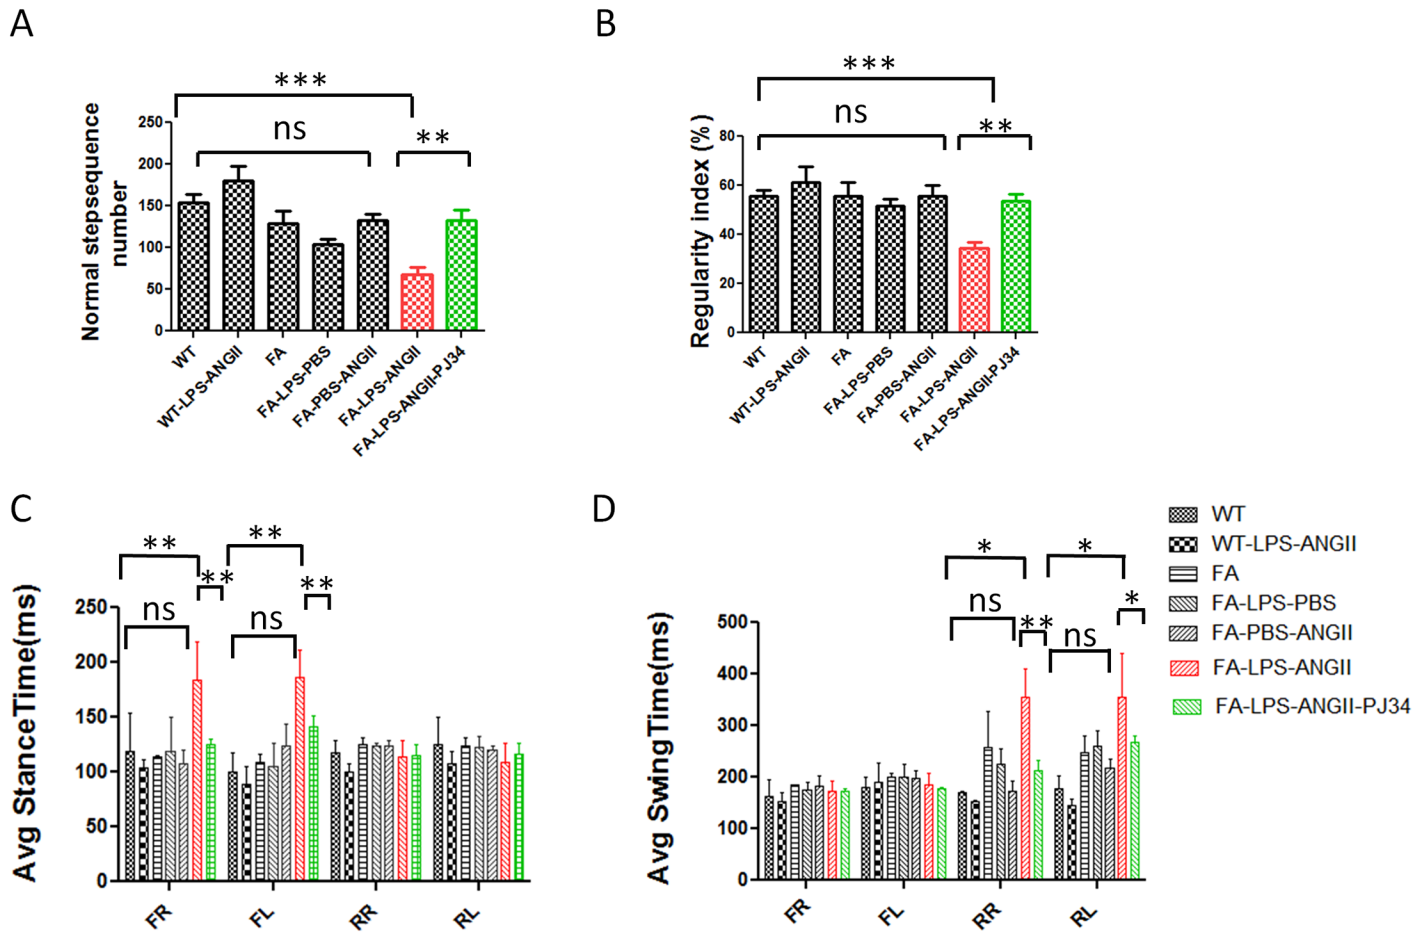 A
***
ns
**
Normal stepsequence
number
250
200
150
100
50
0
WT
WT-LPS-ANGII
FA
FA-LPS-PBS
FA-PBS-ANGII
FA-LPS-ANGII
FA-LPS-ANGII-PJ34
B
***
ns
**
Regularity index (%)
80
60
40
20
0
WT
WT-LPS-ANGII
FA
FA-LPS-PBS
FA-PBS-ANGII
FA-LPS-ANGII
FA-LPS-ANGII-PJ34
C
**
**
**
**
ns
ns
Avg StanceTime(ms)
250
200
150
100
50
0
FR
FL
RR
RL
D
*
*
ns
**
ns
*
Avg SwingTime(ms)
500
400
300
200
100
0
FR
FL
RR
RL
WT
WT-LPS-ANGII
FA
FA-LPS-PBS
FA-PBS-ANGII
FA-LPS-ANGII
FA-LPS-ANGII-PJ34